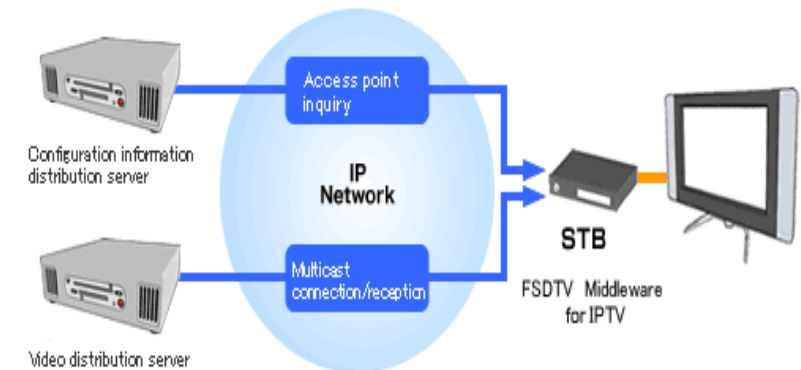 Access point
inquiry
Configuration information
distribution server
IP
Network
STB
Multicast
connection/reception
FSDTV Middleware
for IPTV
Video distribution server